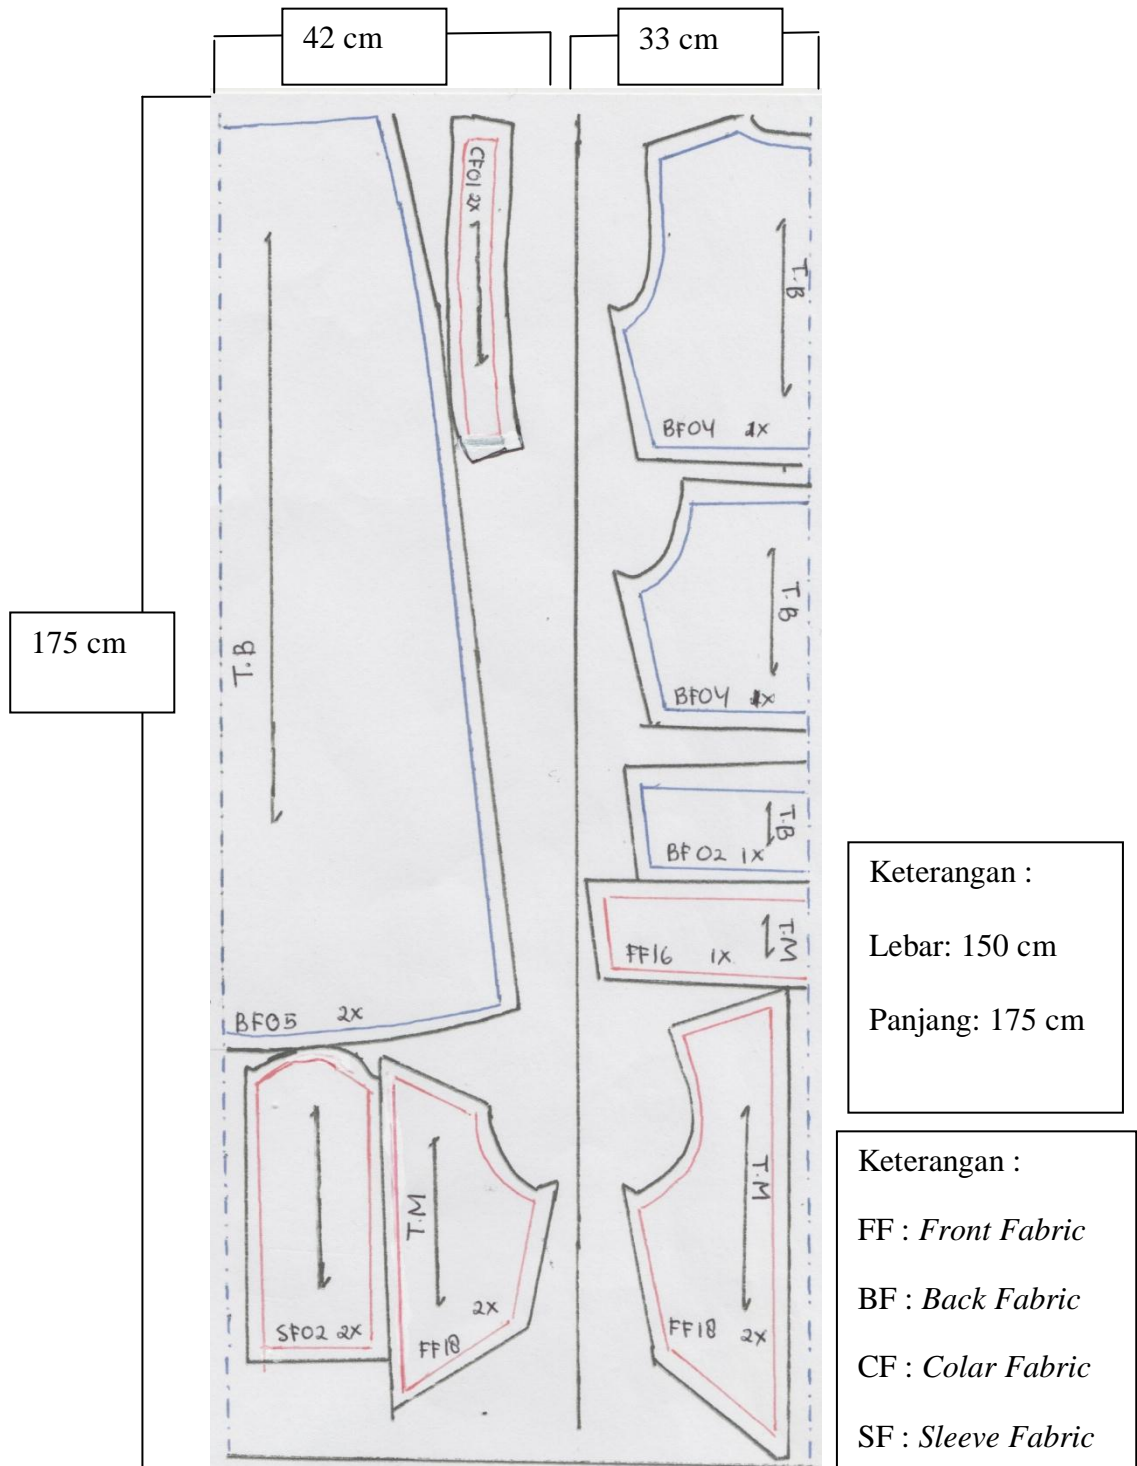 42 cm
33 cm
175 cm
CF01 2x
T.B
BF05 2x
T.B
BF04 1x
T.B
BF04 1x
T.B
BF02 1x
T.M
FF16 1x
SF02 2x
T.M
2x
FF18
T.M
FF18 2x
Keterangan :
Lebar: 150 cm
Panjang: 175 cm
Keterangan :
FF : Front Fabric
BF : Back Fabric
CF : Colar Fabric
SF : Sleeve Fabric